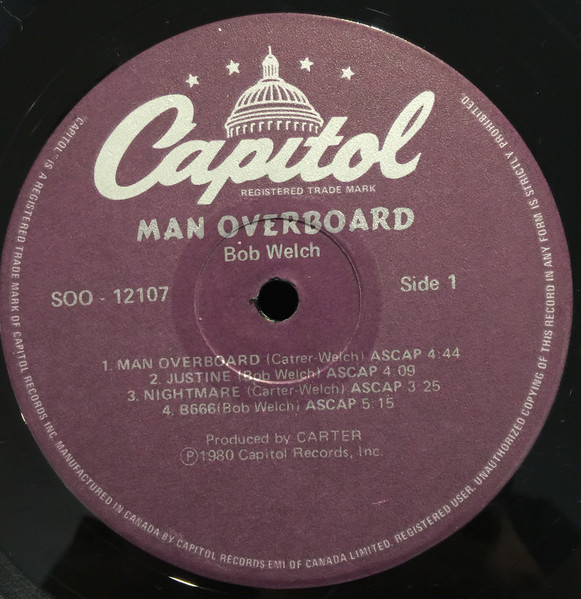 Capitol
REGISTERED TRADE MARK
MAN OVERBOARD
Bob Welch
SOO - 12107
Side 1
1. MAN OVERBOARD (Catrer-Welch) ASCAP 4:44
2. JUSTINE (Bob Welch) ASCAP 4:09
3. NIGHTMARE (Carter-Welch) ASCAP 3:25
4. B666(Bob Welch) ASCAP 5:15
Produced by CARTER
Ⓟ1980 Capitol Records, Inc.
"CAPITOL" IS A REGISTERED TRADE MARK OF CAPITOL RECORDS INC. MANUFACTURED IN CANADA BY CAPITOL RECORDS EMI OF CANADA LIMITED. REGISTERED USER. UNAUTHORIZED COPYING OF THIS RECORD IN ANY FORM IS STRICTLY PROHIBITED.